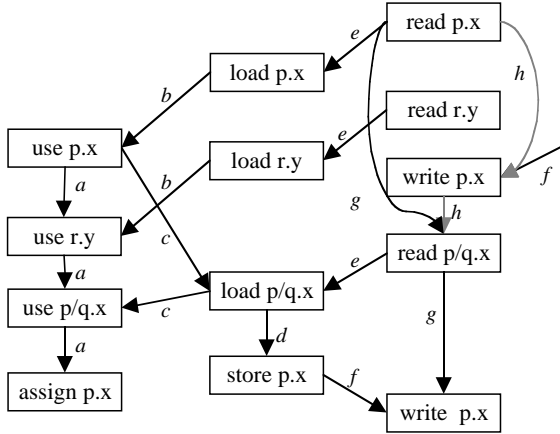 read p.x
e
h
load p.x
b
read r.y
e
use p.x
load r.y
b
a
write p.x
f
g
h
use r.y
c
read p/q.x
a
e
load p/q.x
use p/q.x
c
g
d
a
store p.x
f
assign p.x
write p.x